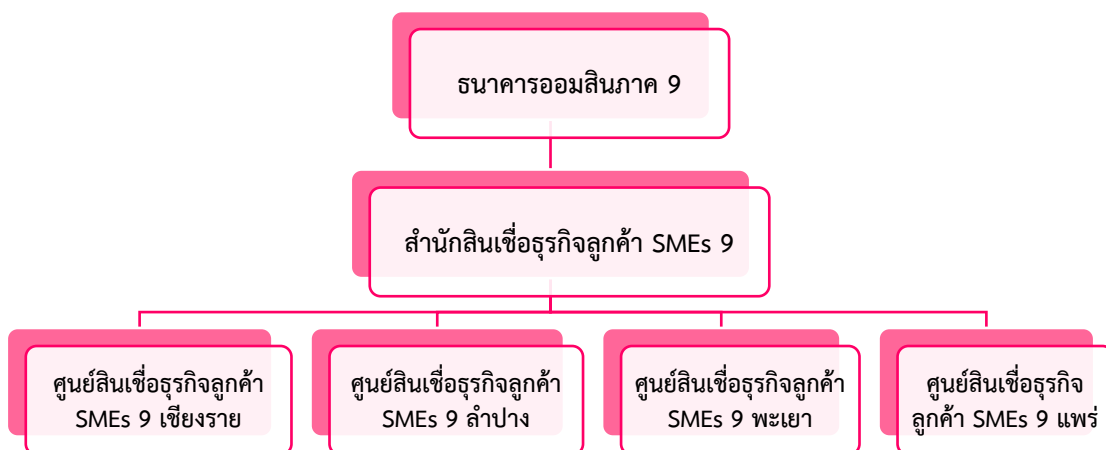 ธนาคารออมสินภาค 9
สำนักสินเชื่อธุรกิจลูกค้า SMEs 9
ศูนย์สินเชื่อธุรกิจลูกค้า
SMEs 9 เชียงราย
ศูนย์สินเชื่อธุรกิจลูกค้า
SMEs 9 ลำปาง
ศูนย์สินเชื่อธุรกิจลูกค้า
SMEs 9 พะเยา
ศูนย์สินเชื่อธุรกิจ
ลูกค้า SMEs 9 แพร่